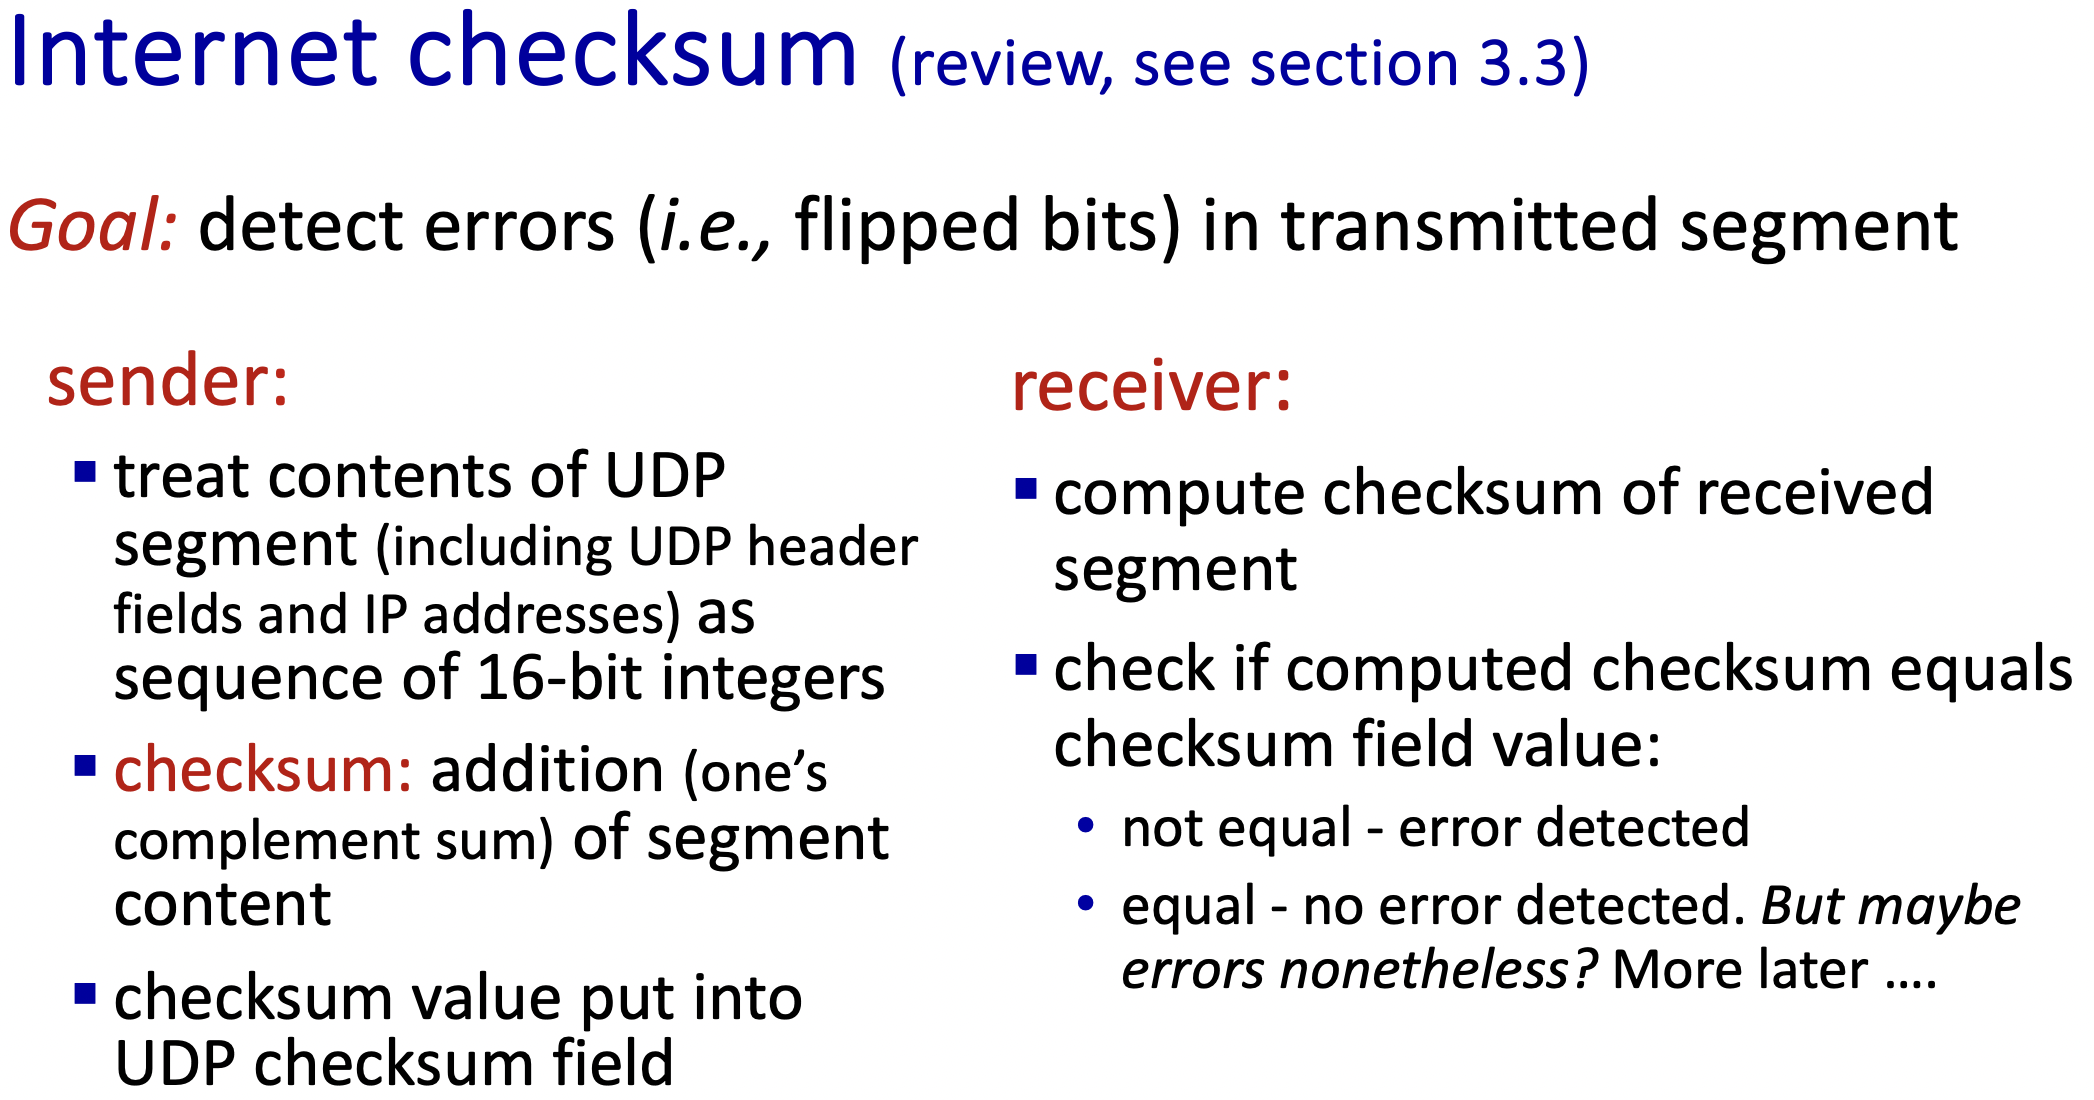 Internet checksum (review, see section 3.3)
Goal: detect errors (i.e., flipped bits) in transmitted segment
sender:
▪ treat contents of UDP
segment (including UDP header
fields and IP addresses) as
sequence of 16-bit integers
▪ checksum: addition (one’s
complement sum) of segment
content
▪ checksum value put into
UDP checksum field
receiver:
▪ compute checksum of received
segment
▪ check if computed checksum equals
checksum field value:
• not equal - error detected
• equal - no error detected. But maybe
errors nonetheless? More later ….